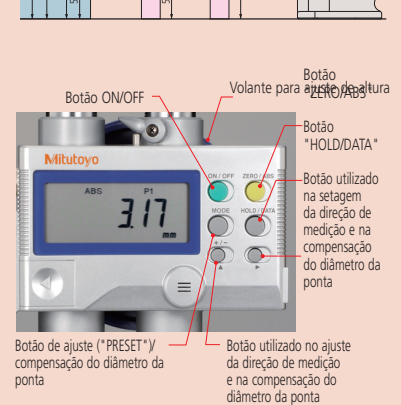 Botão
"ZERO/ABS"
Volante para ajuste de altura
Botão ON/OFF
Botão
"HOLD/DATA"
Mitutoyo
ON / OFF
ZERO / ABS
ABS
P1
3.17
mm
MODE
HOLD / DATA
+ / −
Botão utilizado
na setagem
da direção de
medição e na
compensação
do diâmetro da
ponta
Botão de ajuste ("PRESET")/
compensação do diâmetro da
ponta
Botão utilizado no ajuste
da direção de medição
e na compensação do
diâmetro da ponta